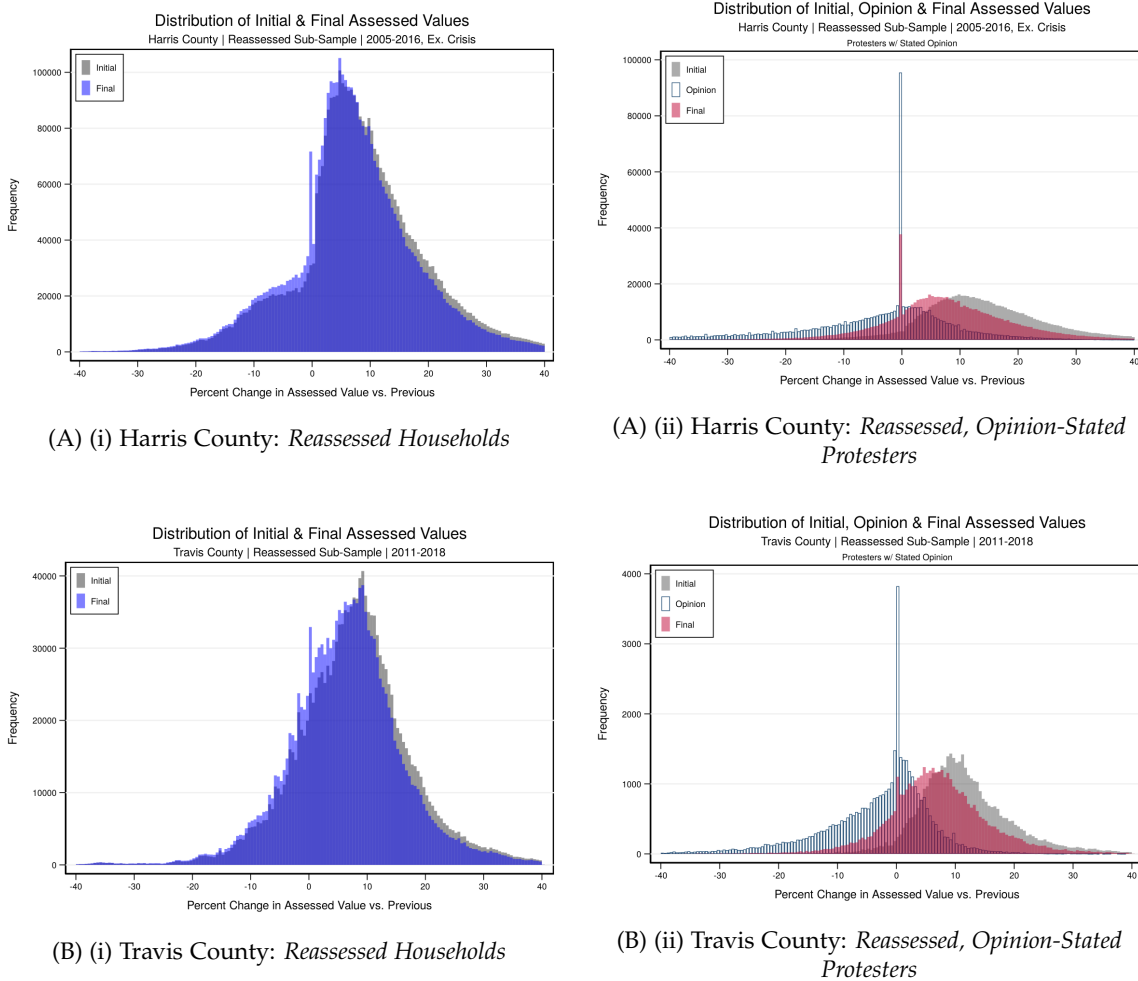 Distribution of Initial & Final Assessed Values
Harris County | Reassessed Sub-Sample | 2005-2016, Ex. Crisis
Initial
Final
Frequency
100000
80000
60000
40000
20000
0
-40 -30 -20 -10 0 10 20 30 40
Percent Change in Assessed Value vs. Previous
(A) (i) Harris County: Reassessed Households
Distribution of Initial, Opinion & Final Assessed Values
Harris County | Reassessed Sub-Sample | 2005-2016, Ex. Crisis
Protesters w/ Stated Opinion
Initial
Opinion
Final
Frequency
100000
80000
60000
40000
20000
0
-40 -30 -20 -10 0 10 20 30 40
Percent Change in Assessed Value vs. Previous
(A) (ii) Harris County: Reassessed, Opinion-Stated
Protesters
Distribution of Initial & Final Assessed Values
Travis County | Reassessed Sub-Sample | 2011-2018
Initial
Final
Frequency
40000
30000
20000
10000
0
-40 -30 -20 -10 0 10 20 30 40
Percent Change in Assessed Value vs. Previous
(B) (i) Travis County: Reassessed Households
Distribution of Initial, Opinion & Final Assessed Values
Travis County | Reassessed Sub-Sample | 2011-2018
Protesters w/ Stated Opinion
Initial
Opinion
Final
Frequency
4000
3000
2000
1000
0
-40 -30 -20 -10 0 10 20 30 40
Percent Change in Assessed Value vs. Previous
(B) (ii) Travis County: Reassessed, Opinion-Stated
Protesters